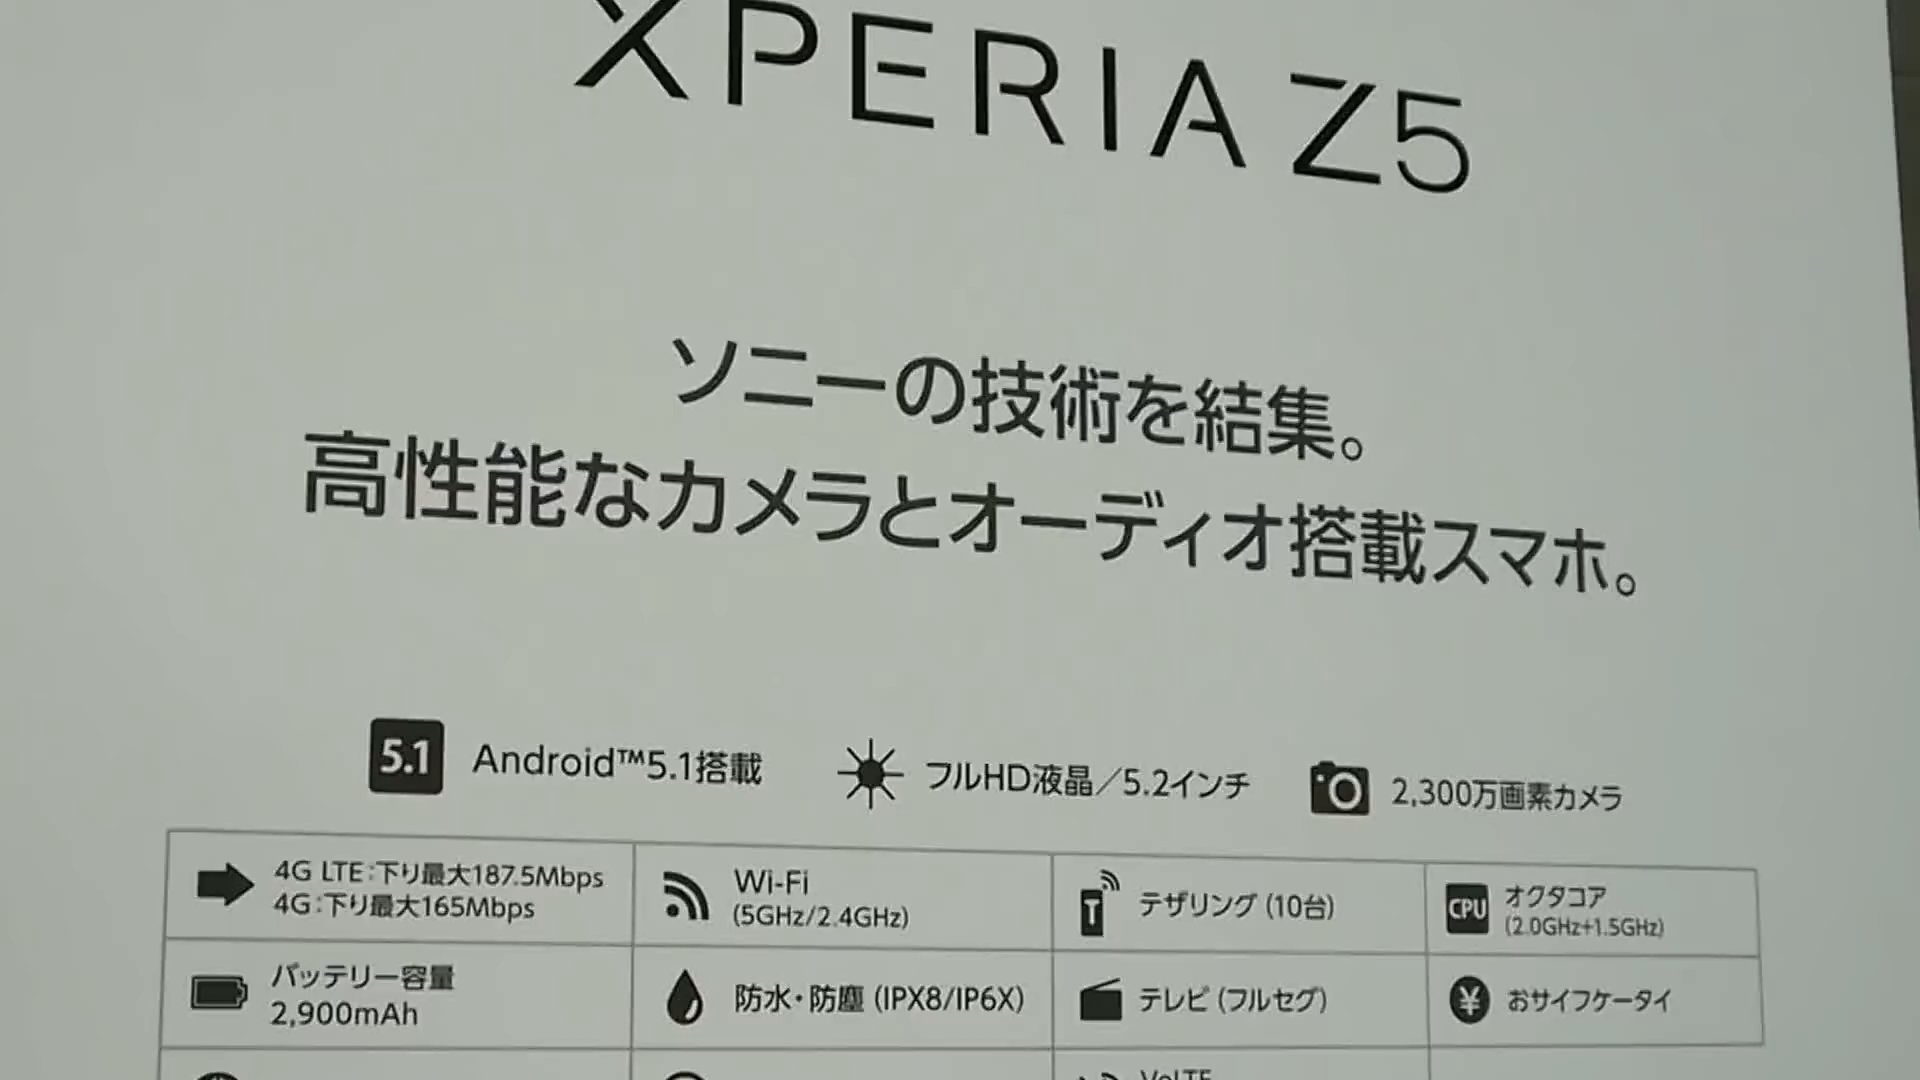 XPERIA Z5
ソニーの技術を結集。
高性能なカメラとオーディオ搭載スマホ。
5.1 Android™5.1搭載
フルHD液晶／5.2インチ
2,300万画素カメラ
4G LTE:下り最大187.5Mbps
4G:下り最大165Mbps
Wi-Fi
(5GHz/2.4GHz)
T テザリング (10台)
CPU オクタコア
(2.0GHz+1.5GHz)
バッテリー容量
2,900mAh
防水・防塵 (IPX8/IP6X)
テレビ (フルセグ)
¥ おサイフケータイ
VoLTE